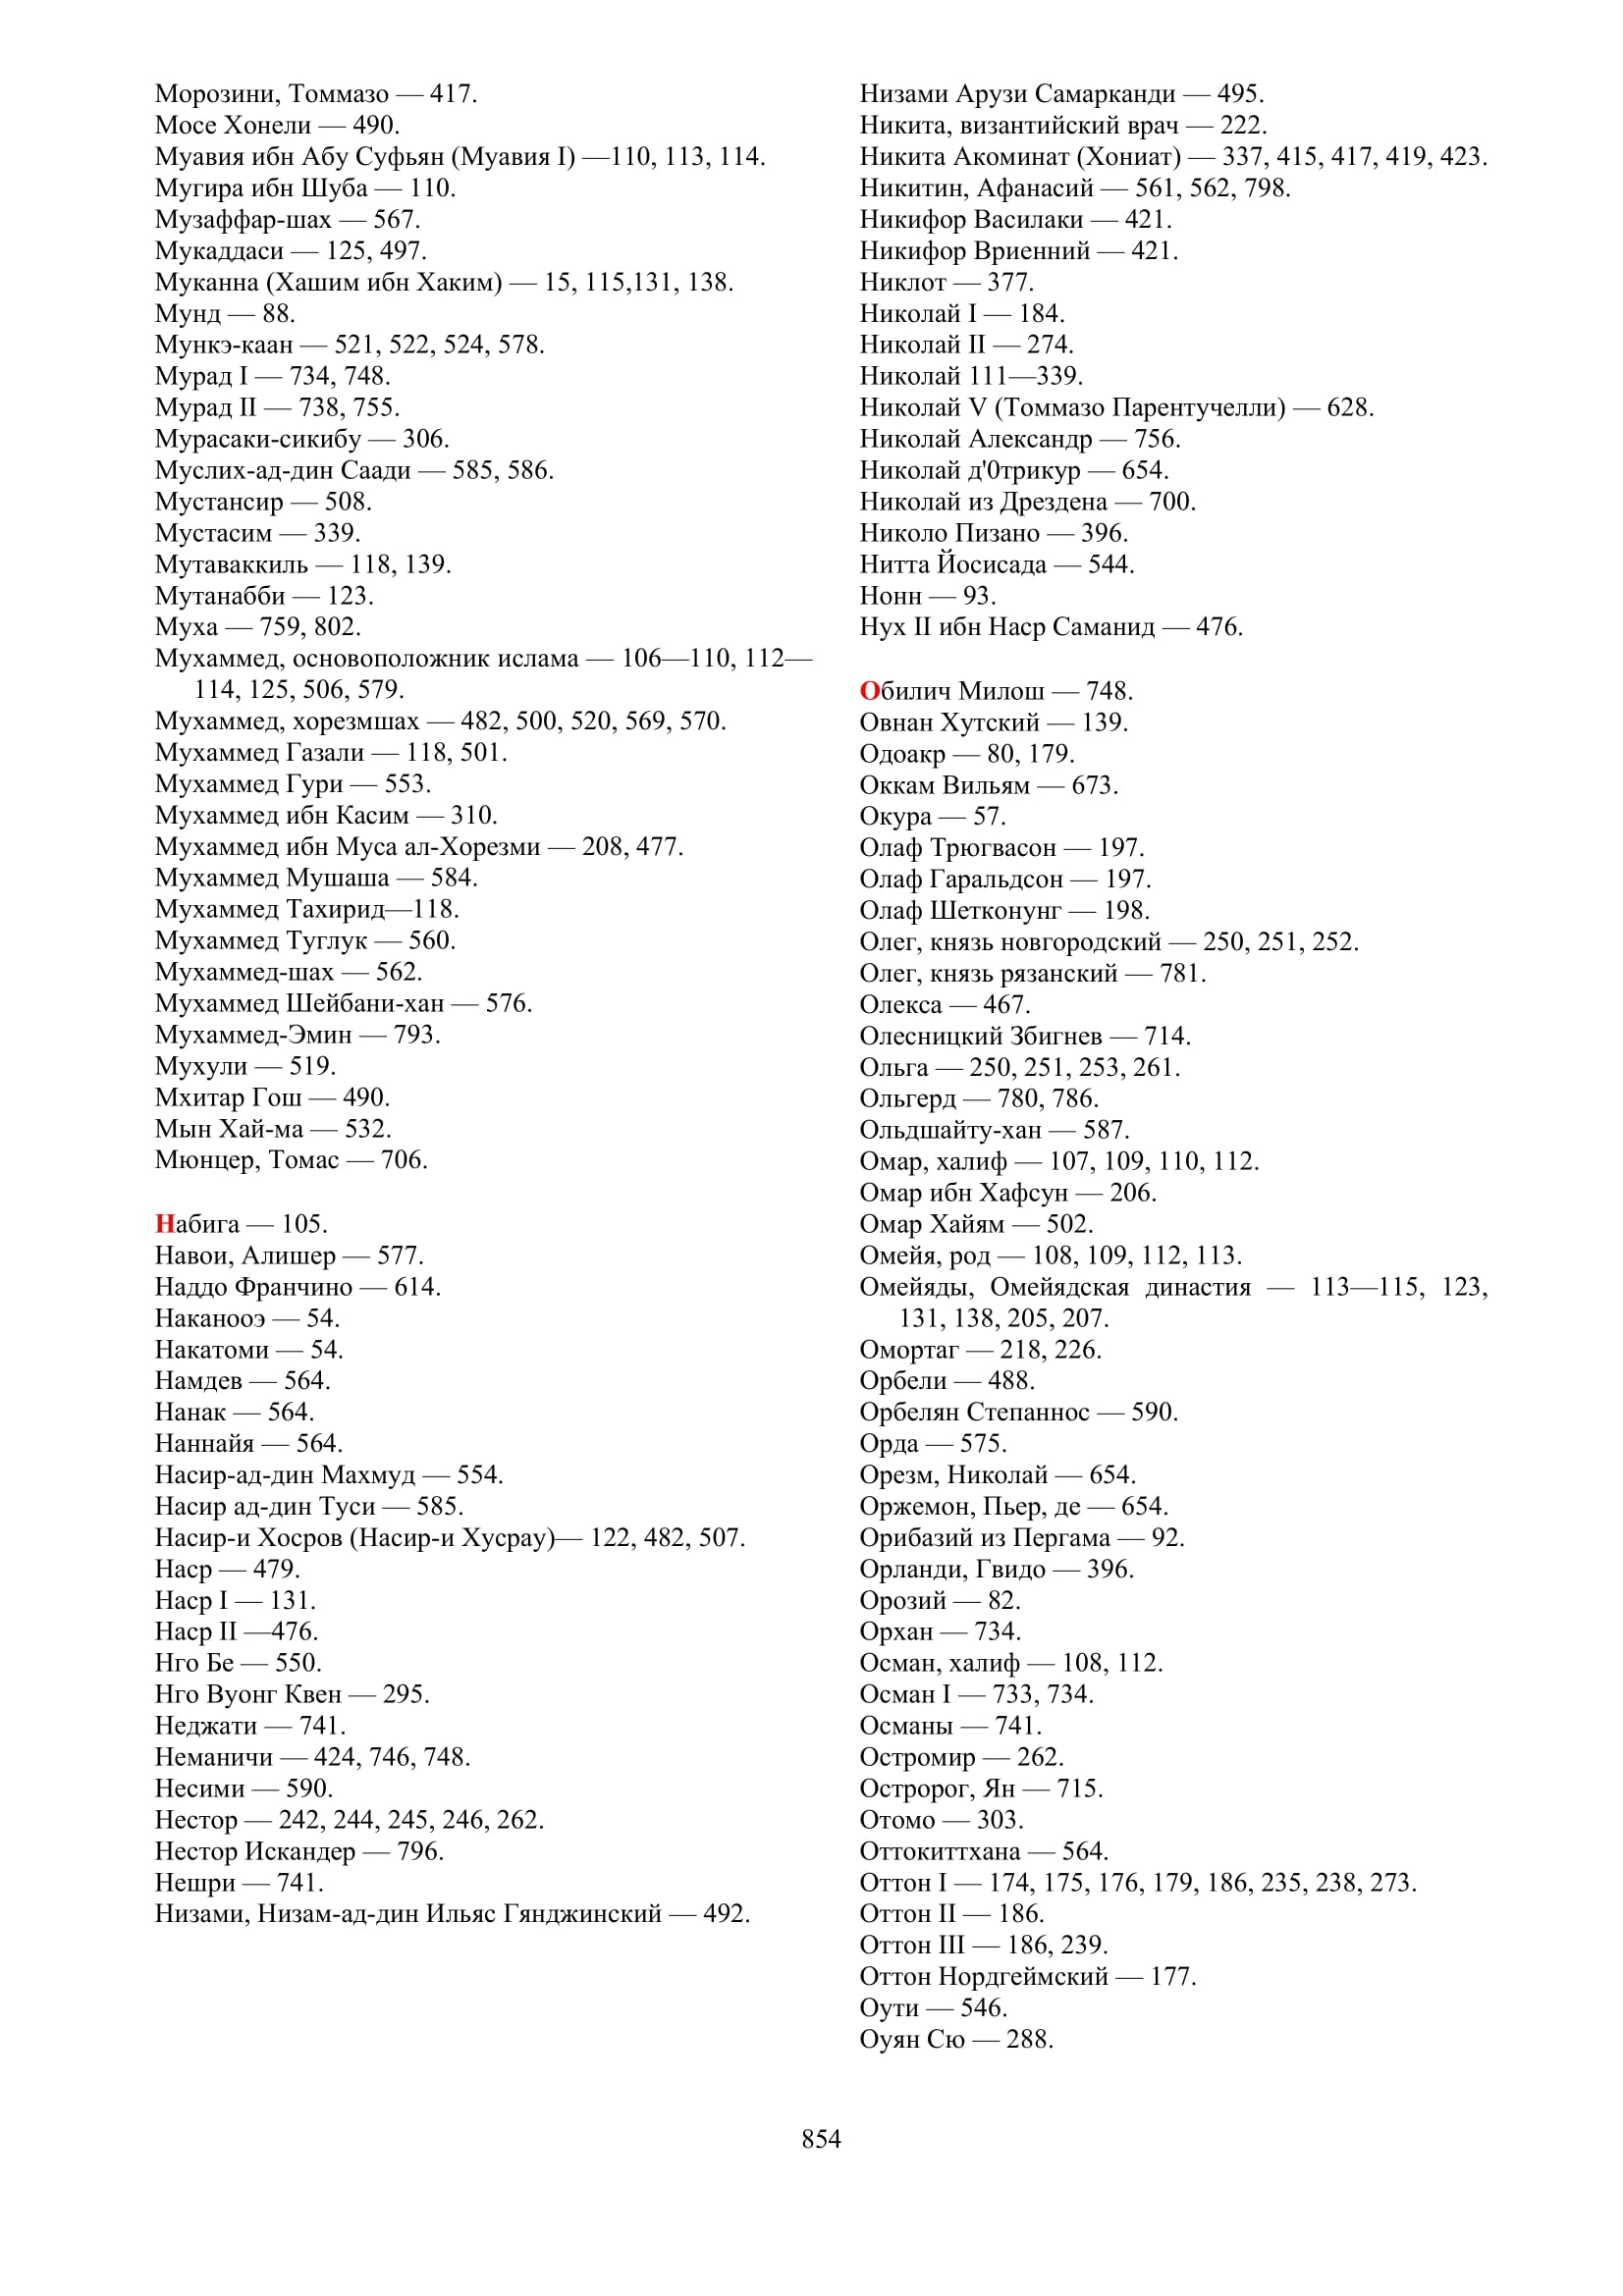 Морозини, Томмазо — 417.
Мосе Хонели — 490.
Муавия ибн Абу Суфьян (Муавия I) —110, 113, 114.
Мугира ибн Шуба — 110.
Музаффар-шах — 567.
Мукаддаси — 125, 497.
Муканна (Хашим ибн Хаким) — 15, 115,131, 138.
Мунд — 88.
Мункэ-каан — 521, 522, 524, 578.
Мурад I — 734, 748.
Мурад II — 738, 755.
Мурасаки-сикибу — 306.
Муслих-ад-дин Саади — 585, 586.
Мустансир — 508.
Мустасим — 339.
Мутаваккиль — 118, 139.
Мутанабби — 123.
Муха — 759, 802.
Мухаммед, основоположник ислама — 106—110, 112—
114, 125, 506, 579.
Мухаммед, хорезмшах — 482, 500, 520, 569, 570.
Мухаммед Газали — 118, 501.
Мухаммед Гури — 553.
Мухаммед ибн Касим — 310.
Мухаммед ибн Муса ал-Хорезми — 208, 477.
Мухаммед Мушаша — 584.
Мухаммед Тахирид—118.
Мухаммед Туглук — 560.
Мухаммед-шах — 562.
Мухаммед Шейбани-хан — 576.
Мухаммед-Эмин — 793.
Мухули — 519.
Мхитар Гош — 490.
Мын Хай-ма — 532.
Мюнцер, Томас — 706.
Набига — 105.
Навои, Алишер — 577.
Наддо Франчино — 614.
Наканооэ — 54.
Накатоми — 54.
Намдев — 564.
Нанак — 564.
Наннайя — 564.
Насир-ад-дин Махмуд — 554.
Насир ад-дин Туси — 585.
Насир-и Хосров (Насир-и Хусрау)— 122, 482, 507.
Наср — 479.
Наср I — 131.
Наср II —476.
Нго Бе — 550.
Нго Вуонг Квен — 295.
Неджати — 741.
Неманичи — 424, 746, 748.
Несими — 590.
Нестор — 242, 244, 245, 246, 262.
Нестор Искандер — 796.
Нешри — 741.
Низами, Низам-ад-дин Ильяс Гянджинский — 492.
Низами Арузи Самарканди — 495.
Никита, византийский врач — 222.
Никита Акоминат (Хониат) — 337, 415, 417, 419, 423.
Никитин, Афанасий — 561, 562, 798.
Никифор Василаки — 421.
Никифор Вриенний — 421.
Никлот — 377.
Николай I — 184.
Николай II — 274.
Николай 111—339.
Николай V (Томмазо Парентучелли) — 628.
Николай Александр — 756.
Николай д'0трикур — 654.
Николай из Дрездена — 700.
Николо Пизано — 396.
Нитта Йосисада — 544.
Нонн — 93.
Нух II ибн Наср Саманид — 476.
Обилич Милош — 748.
Овнан Хутский — 139.
Одоакр — 80, 179.
Оккам Вильям — 673.
Окура — 57.
Олаф Трюгвасон — 197.
Олаф Гаральдсон — 197.
Олаф Шетконунг — 198.
Олег, князь новгородский — 250, 251, 252.
Олег, князь рязанский — 781.
Олекса — 467.
Олесницкий Збигнев — 714.
Ольга — 250, 251, 253, 261.
Ольгерд — 780, 786.
Ольдшайту-хан — 587.
Омар, халиф — 107, 109, 110, 112.
Омар ибн Хафсун — 206.
Омар Хайям — 502.
Омейя, род — 108, 109, 112, 113.
Омейяды, Омейядская династия — 113—115, 123,
131, 138, 205, 207.
Омортаг — 218, 226.
Орбели — 488.
Орбелян Степаннос — 590.
Орда — 575.
Орезм, Николай — 654.
Оржемон, Пьер, де — 654.
Орибазий из Пергама — 92.
Орланди, Гвидо — 396.
Орозий — 82.
Орхан — 734.
Осман, халиф — 108, 112.
Осман I — 733, 734.
Османы — 741.
Остромир — 262.
Остророг, Ян — 715.
Отомо — 303.
Оттокиттхана — 564.
Оттон I — 174, 175, 176, 179, 186, 235, 238, 273.
Оттон II — 186.
Оттон III — 186, 239.
Оттон Нордгеймский — 177.
Оути — 546.
Оуян Сю — 288.
854